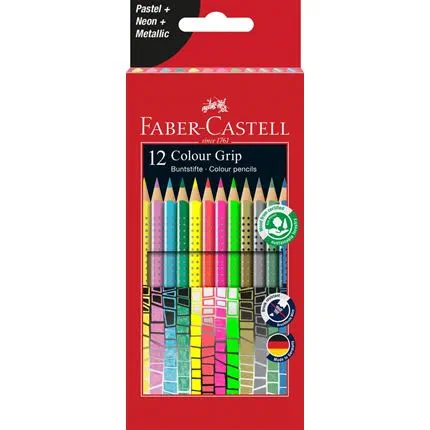 Pastel +
Neon +
Metallic
FABER-CASTELL
since 1761
12 Colour Grip
Buntstifte · Colour pencils